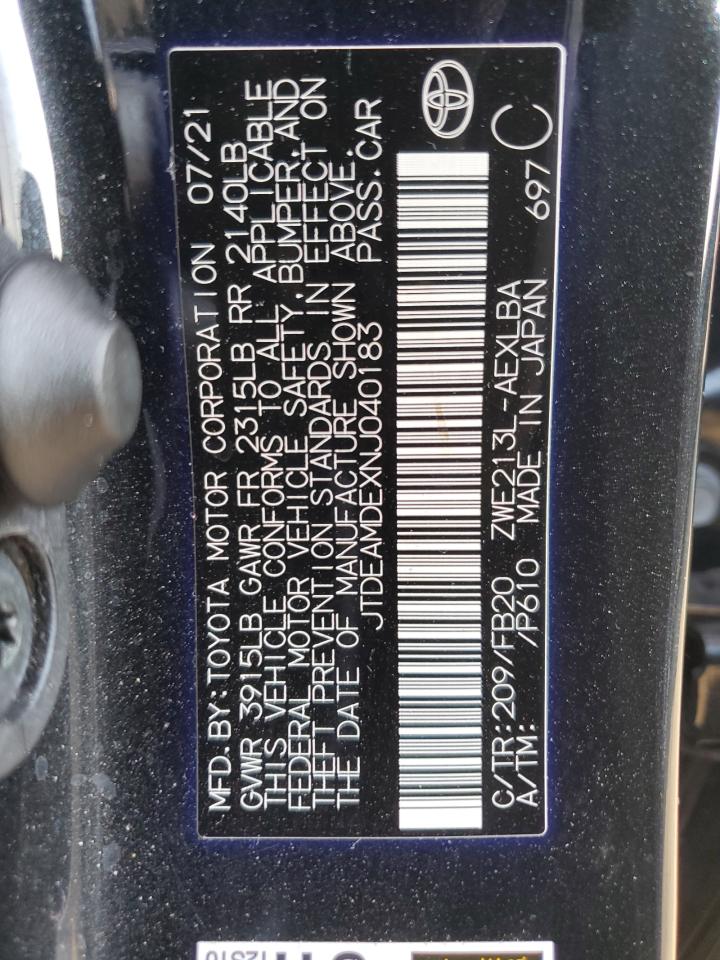 MFD.BY:TOYOTA MOTOR CORPORATION 07/21
GVWR 3915LB GAWR FR 2315LB RR 2140LB
THIS VEHICLE CONFORMS TO ALL APPLICABLE
FEDERAL MOTOR VEHICLE SAFETY,BUMPER,AND
THEFT PREVENTION STANDARDS IN EFFECT ON
THE DATE OF MANUFACTURE SHOWN ABOVE.
JTDEAMDEXNJ040183 PASS.CAR
C/TR:209/FB20 ZWE213L-AEXLBA
A/TM: /P610 MADE IN JAPAN 697 C